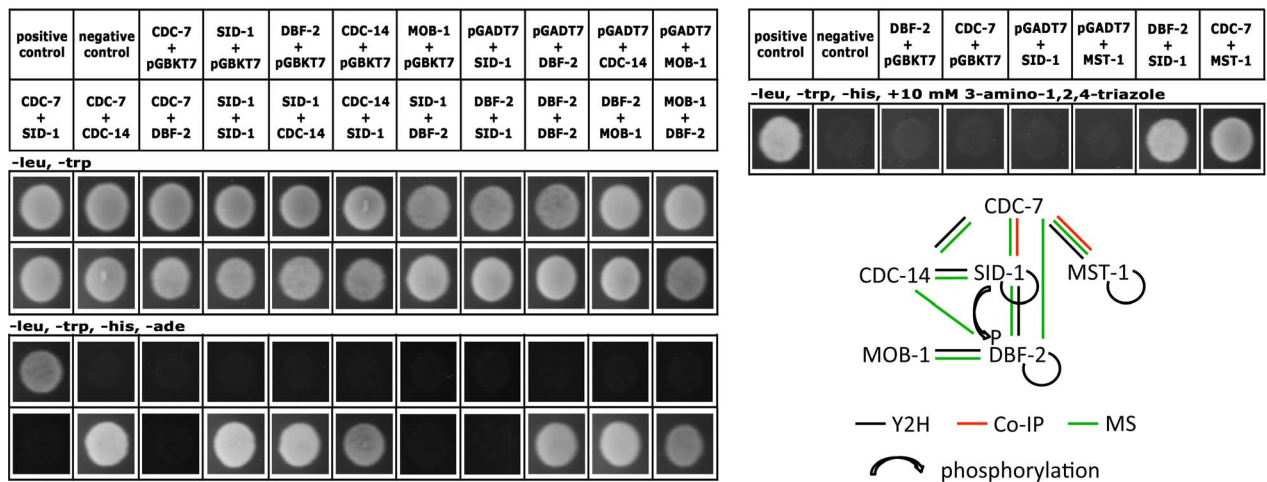 positive control
negative control
CDC-7 + pGBKT7
SID-1 + pGBKT7
DBF-2 + pGBKT7
CDC-14 + pGBKT7
MOB-1 + pGBKT7
pGADT7 + SID-1
pGADT7 + DBF-2
pGADT7 + CDC-14
pGADT7 + MOB-1
CDC-7 + SID-1
CDC-7 + CDC-14
CDC-7 + DBF-2
SID-1 + SID-1
SID-1 + CDC-14
CDC-14 + SID-1
SID-1 + DBF-2
DBF-2 + SID-1
DBF-2 + DBF-2
DBF-2 + MOB-1
MOB-1 + DBF-2
-leu, -trp
-leu, -trp, -his, -ade
positive control
negative control
DBF-2 + pGBKT7
CDC-7 + pGBKT7
pGADT7 + SID-1
pGADT7 + MST-1
DBF-2 + SID-1
CDC-7 + MST-1
-leu, -trp, -his, +10 mM 3-amino-1,2,4-triazole
CDC-7
CDC-14 SID-1 MST-1
P
MOB-1 DBF-2
Y2H Co-IP MS
phosphorylation